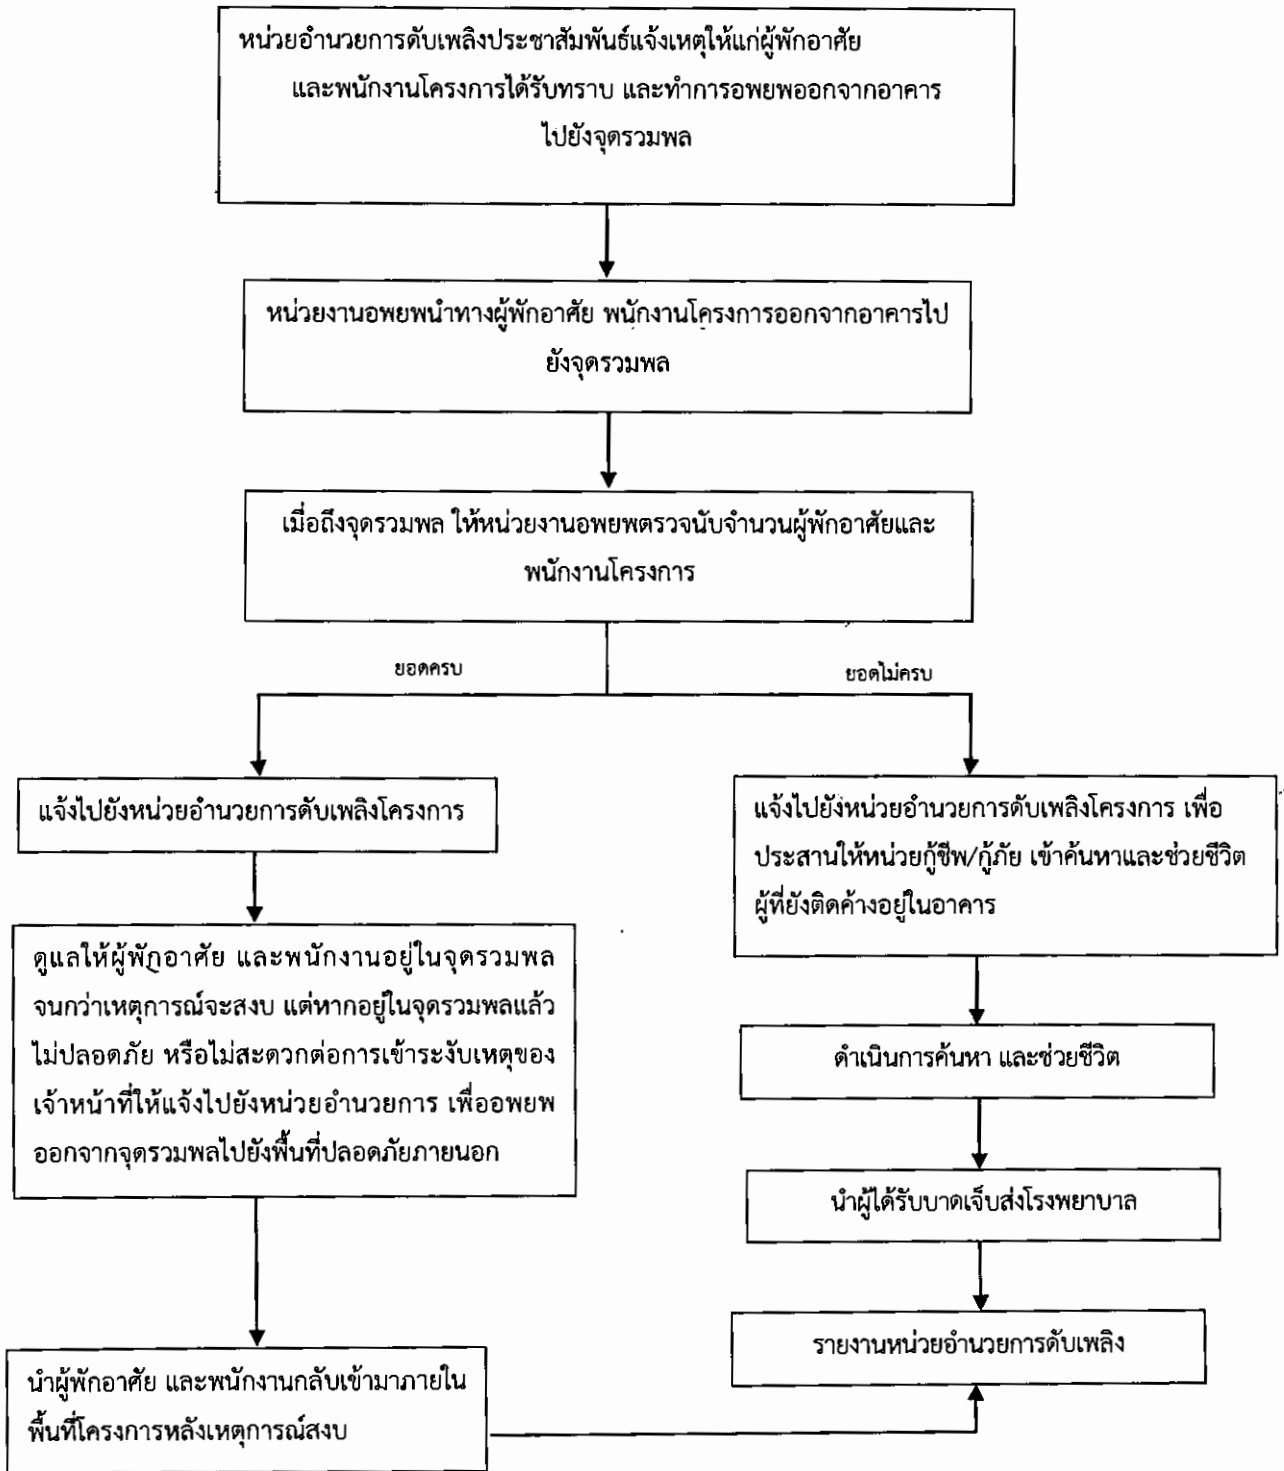 หน่วยอำนวยการดับเพลิงประชาสัมพันธ์แจ้งเหตุให้แก่ผู้พักอาศัย
และพนักงานโครงการได้รับทราบ และทำการอพยพออกจากอาคาร
ไปยังจุดรวมพล
หน่วยงานอพยพนำทางผู้พักอาศัย พนักงานโครงการออกจากอาคารไป
ยังจุดรวมพล
เมื่อถึงจุดรวมพล ให้หน่วยงานอพยพตรวจนับจำนวนผู้พักอาศัยและ
พนักงานโครงการ
ยอดครบ
ยอดไม่ครบ
แจ้งไปยังหน่วยอำนวยการดับเพลิงโครงการ
ดูแลให้ผู้พักอาศัย และพนักงานอยู่ในจุดรวมพล
จนกว่าเหตุการณ์จะสงบ แต่หากอยู่ในจุดรวมพลแล้ว
ไม่ปลอดภัย หรือไม่สะดวกต่อการเข้าระงับเหตุของ
เจ้าหน้าที่ให้แจ้งไปยังหน่วยอำนวยการ เพื่ออพยพ
ออกจากจุดรวมพลไปยังพื้นที่ปลอดภัยภายนอก
นำผู้พักอาศัย และพนักงานกลับเข้ามาภายใน
พื้นที่โครงการหลังเหตุการณ์สงบ
แจ้งไปยังหน่วยอำนวยการดับเพลิงโครงการ เพื่อ
ประสานให้หน่วยกู้ชีพ/กู้ภัย เข้าค้นหาและช่วยชีวิต
ผู้ที่ยังติดค้างอยู่ในอาคาร
ดำเนินการค้นหา และช่วยชีวิต
นำผู้ได้รับบาดเจ็บส่งโรงพยาบาล
รายงานหน่วยอำนวยการดับเพลิง